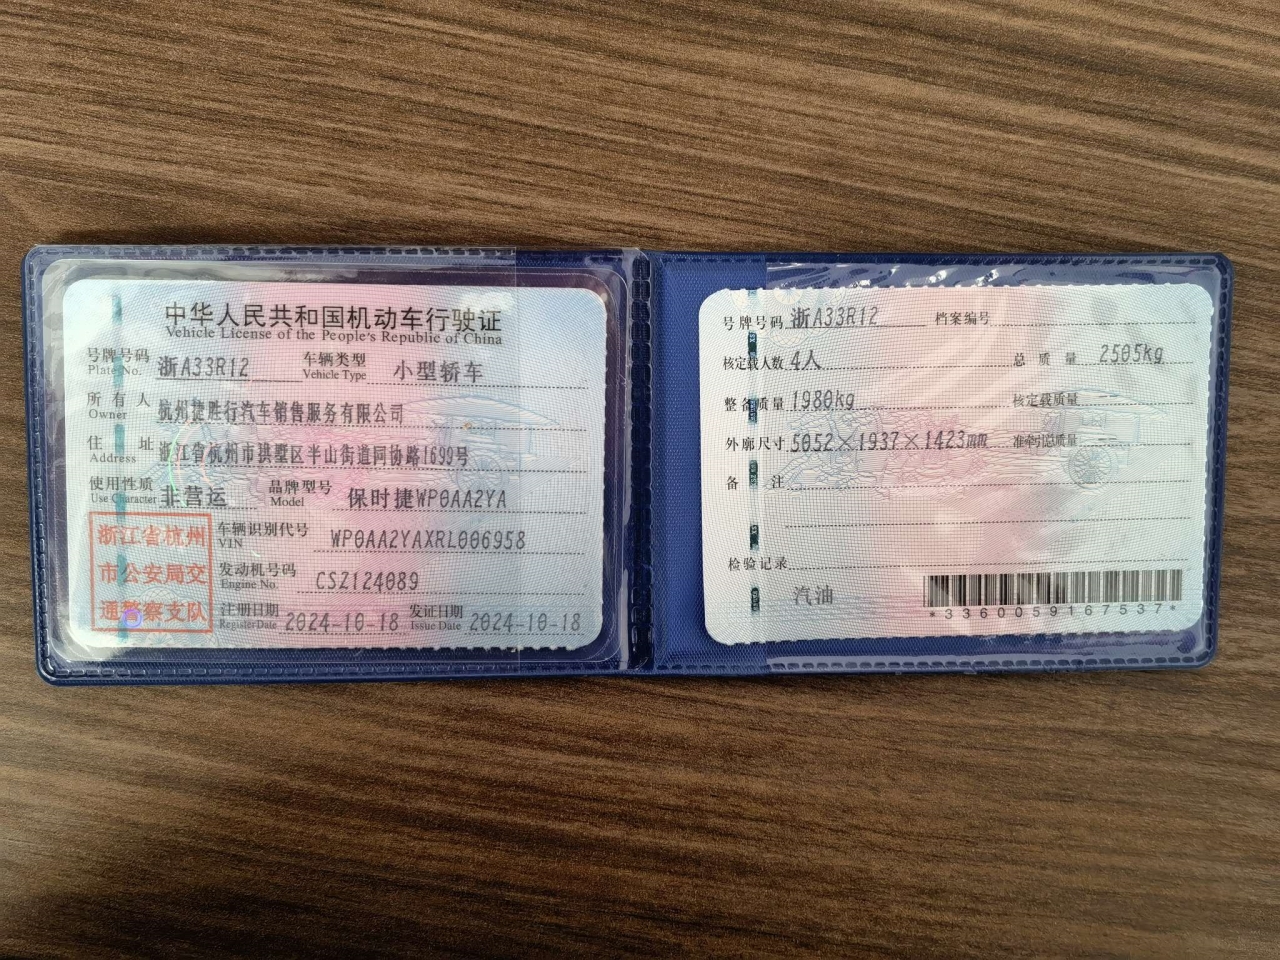 中华人民共和国机动车行驶证
Vehicle License of the People's Republic of China
号牌号码 浙A33R12 车辆类型 小型轿车
Plate No. Vehicle Type
所有人 杭州捷胜行汽车销售服务有限公司
Owner
住址 浙江省杭州市拱墅区半山街道同协路1699号
Address
使用性质 非营运 品牌型号 保时捷WP0AA2YA
Use Character Model
浙江省杭州
市公安局交
通警察支队
车辆识别代号 WP0AA2YAXRL006958
VIN
发动机号码 CSZ124089
Engine No.
注册日期 2024-10-18 发证日期 2024-10-18
Register Date Issue Date
号牌号码 浙A33R12 档案编号
核定载人数 4人 总质量 2505kg
整备质量 1980kg 核定载质量 --
外廓尺寸 5052×1937×1423mm 准牵引总质量 --
备注
检验记录
汽油
*3360059167537*